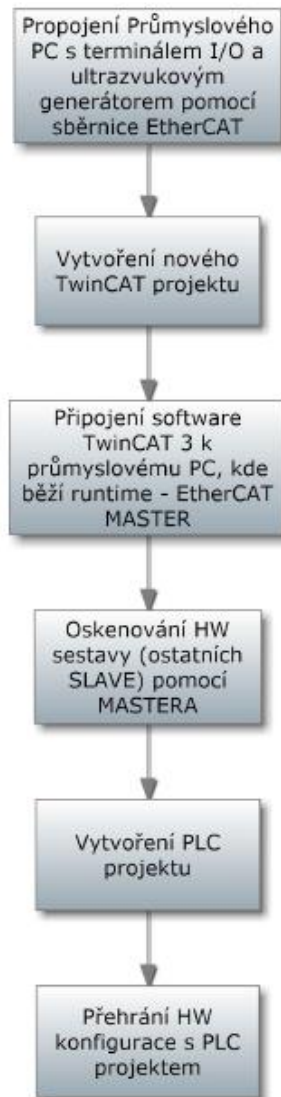 Propojení Průmyslového
PC s terminálem I/O a
ultrazvukovým
generátorem pomocí
sběrnice EtherCAT
Vytvoření nového
TwinCAT projektu
Připojení software
TwinCAT 3 k
průmyslovému PC, kde
běží runtime - EtherCAT
MASTER
Oskenování HW
sestavy (ostatních
SLAVE) pomocí
MASTERA
Vytvoření PLC
projektu
Přehrání HW
konfigurace s PLC
projektem